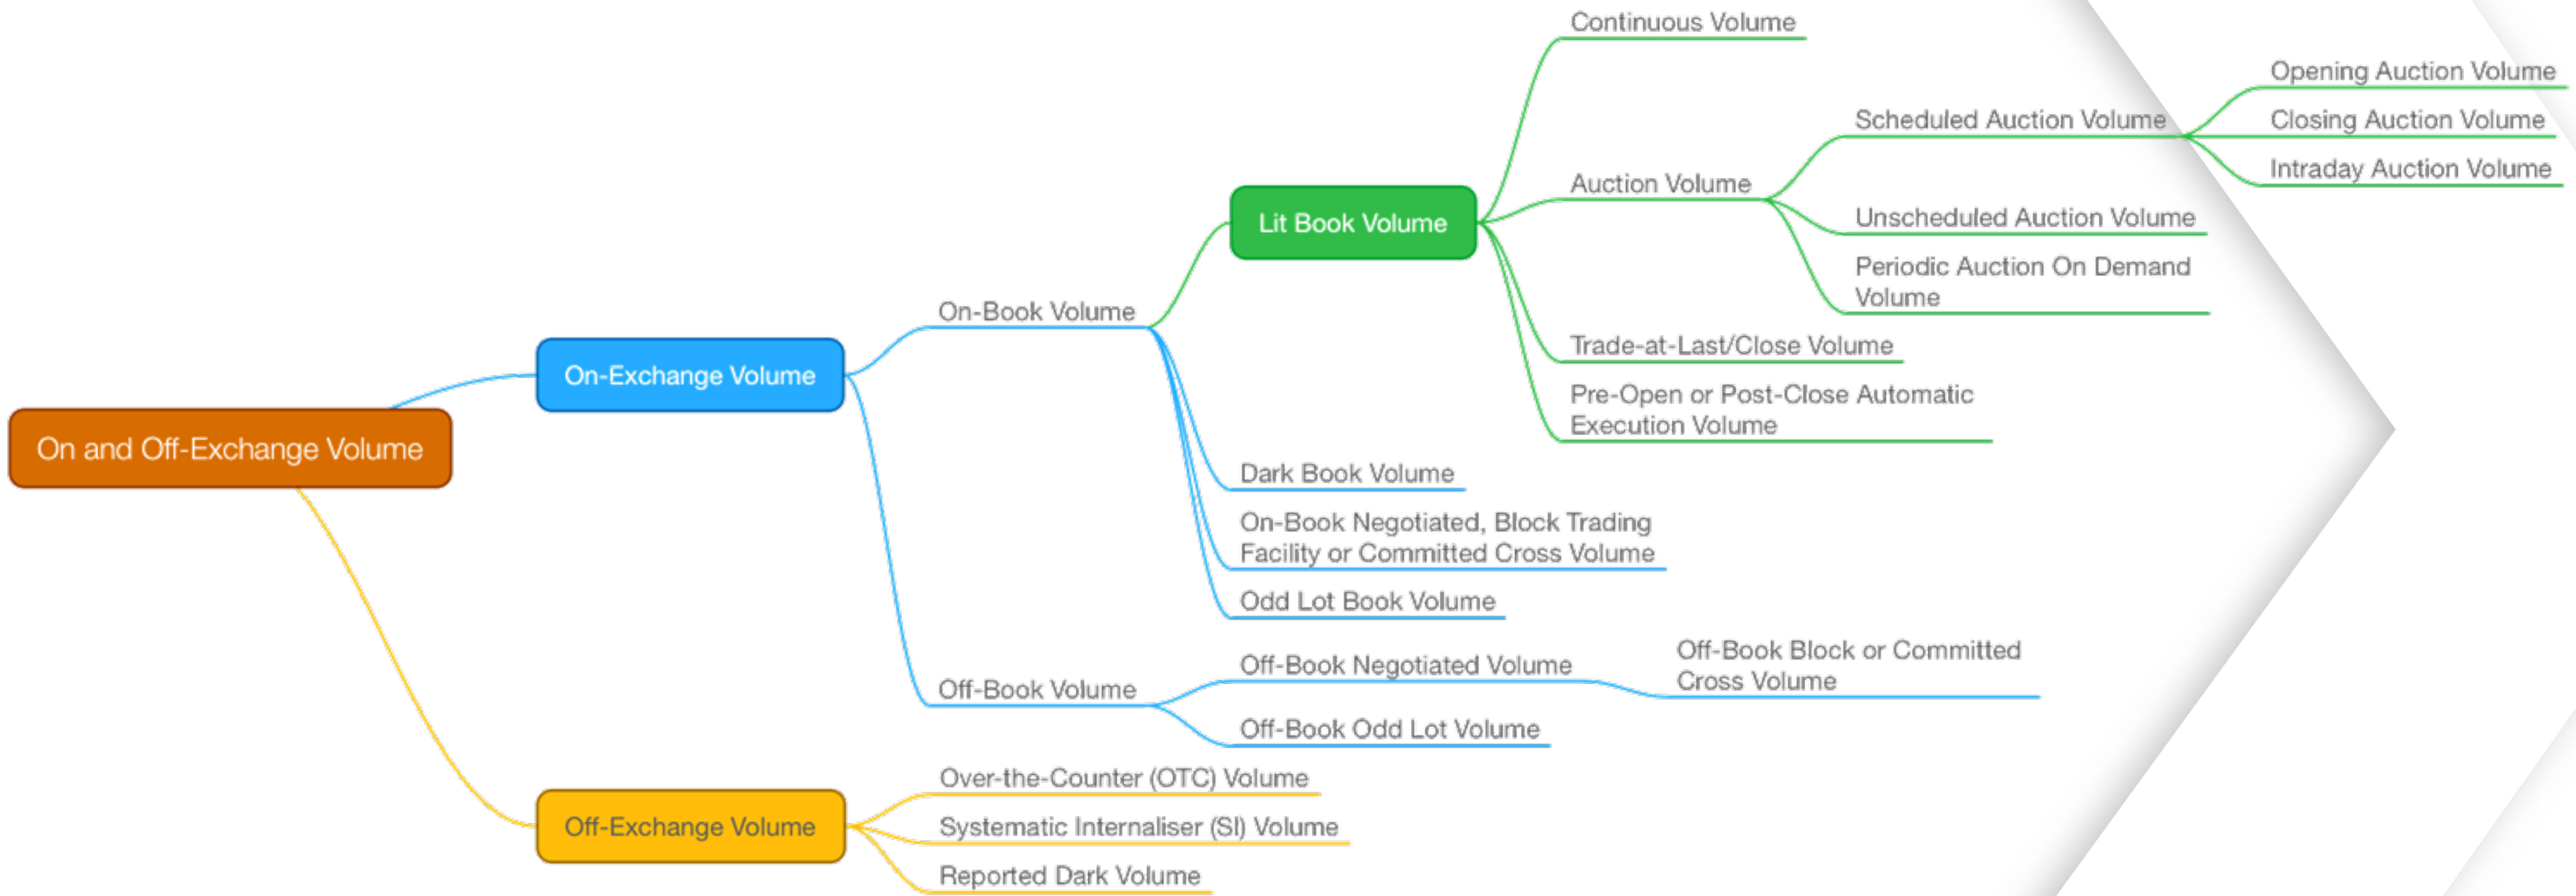 Continuous Volume
Opening Auction Volume
Scheduled Auction Volume
Closing Auction Volume
Intraday Auction Volume
Auction Volume
Lit Book Volume
Unscheduled Auction Volume
Periodic Auction On Demand
Volume
On-Book Volume
Trade-at-Last/Close Volume
On-Exchange Volume
Pre-Open or Post-Close Automatic
Execution Volume
On and Off-Exchange Volume
Dark Book Volume
On-Book Negotiated, Block Trading
Facility or Committed Cross Volume
Odd Lot Book Volume
Off-Book Negotiated Volume
Off-Book Block or Committed
Cross Volume
Off-Book Volume
Off-Book Odd Lot Volume
Over-the-Counter (OTC) Volume
Off-Exchange Volume
Systematic Internaliser (SI) Volume
Reported Dark Volume